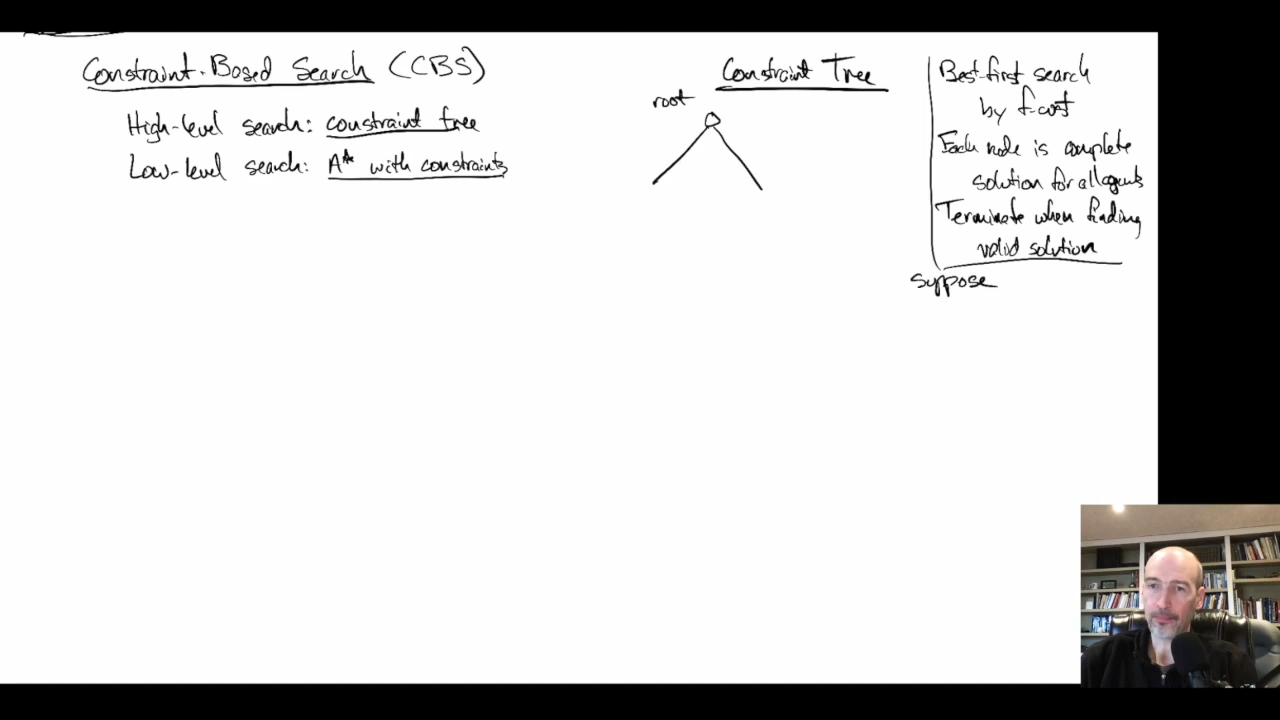 Constraint-Based Search (CBS)
High-level search: constraint tree
Low-level search: A* with constraints
Constraint Tree
root
Best-first search
by f-cost
Each node is complete
solution for all agents
Terminate when finding
valid solution
suppose